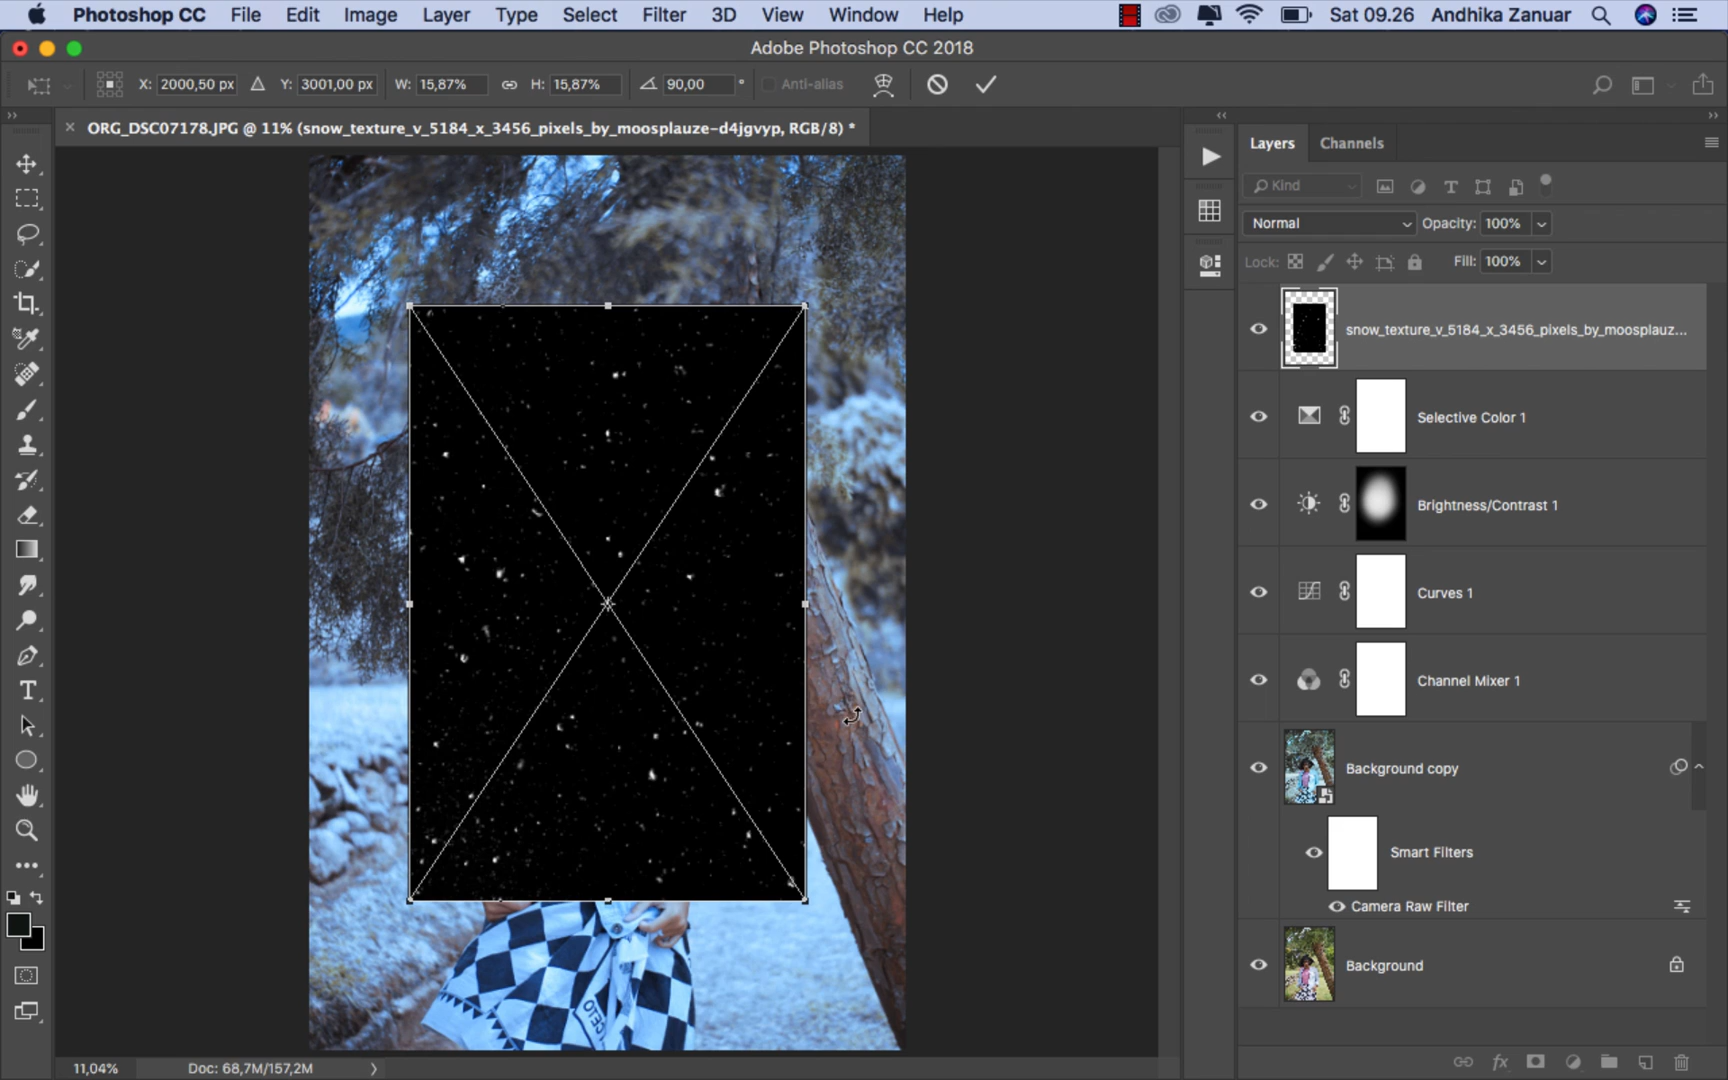 Photoshop CC File Edit Image Layer Type Select Filter 3D View Window Help Sat 09.26 Andhika Zanuar
Adobe Photoshop CC 2018
X: 2000,50 px Y: 3001,00 px W: 15,87% H: 15,87% 90,00 ° Anti-alias
× ORG_DSC07178.JPG @ 11% (snow_texture_v_5184_x_3456_pixels_by_moosplauze-d4jgvyp, RGB/8) *
Layers Channels
Kind
Normal Opacity: 100%
Lock: Fill: 100%
snow_texture_v_5184_x_3456_pixels_by_moosplauz...
Selective Color 1
Brightness/Contrast 1
Curves 1
Channel Mixer 1
Background copy
Smart Filters
Camera Raw Filter
Background
11,04% Doc: 68,7M/157,2M